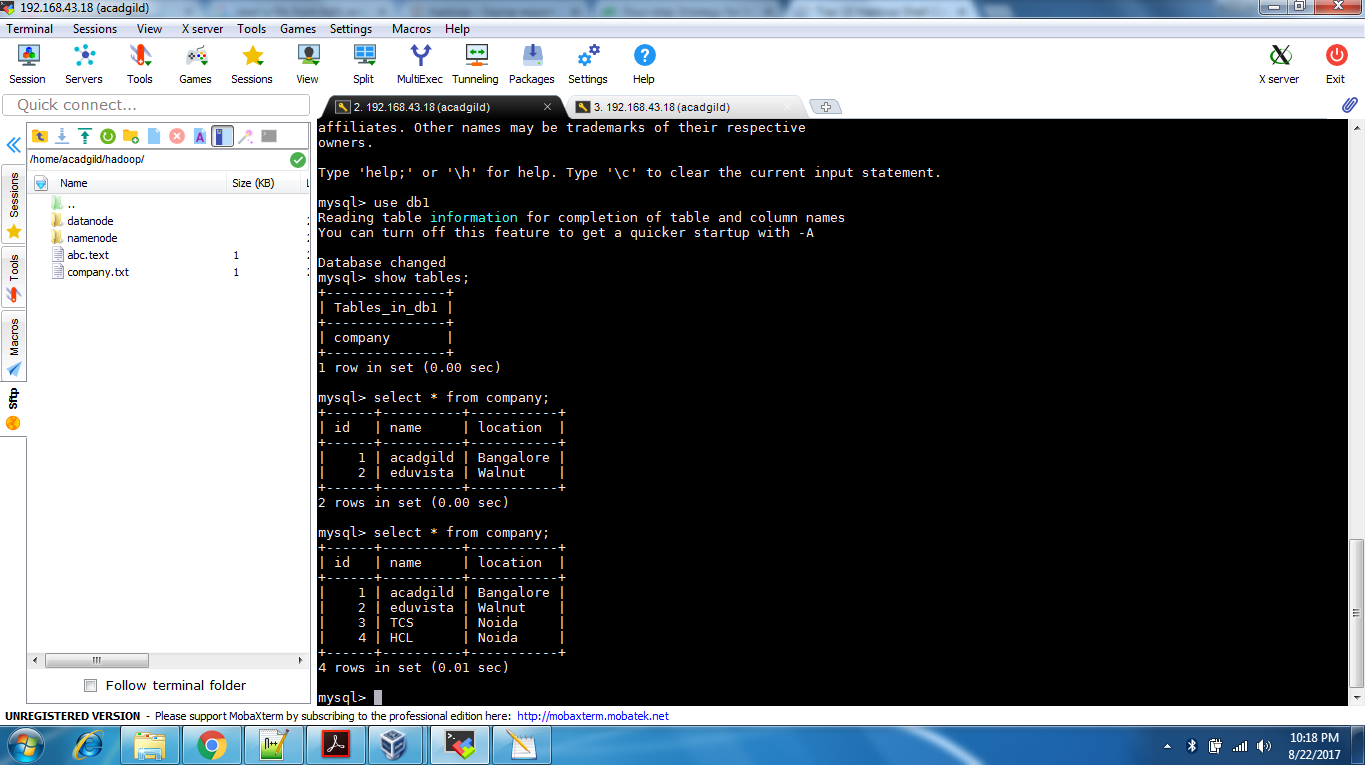 192.168.43.18 (acadgild)
Terminal Sessions View X server Tools Games Settings Macros Help
Session Servers Tools Games Sessions View Split MultiExec Tunneling Packages Settings Help X server Exit
Quick connect...
2. 192.168.43.18 (acadgild)
3. 192.168.43.18 (acadgild)
/home/acadgild/hadoop/
Name Size (KB)
..
datanode
namenode
abc.text 1
company.txt 1
Sessions
Tools
Macros
Sftp
Follow terminal folder
affiliates. Other names may be trademarks of their respective
owners.
Type 'help;' or '\h' for help. Type '\c' to clear the current input statement.
mysql> use db1
Reading table information for completion of table and column names
You can turn off this feature to get a quicker startup with -A
Database changed
mysql> show tables;
+---------------+
| Tables_in_db1 |
+---------------+
| company       |
+---------------+
1 row in set (0.00 sec)
mysql> select * from company;
+------+----------+-----------+
| id   | name     | location  |
+------+----------+-----------+
|    1 | acadgild | Bangalore |
|    2 | eduvista | Walnut    |
+------+----------+-----------+
2 rows in set (0.00 sec)
mysql> select * from company;
+------+----------+-----------+
| id   | name     | location  |
+------+----------+-----------+
|    1 | acadgild | Bangalore |
|    2 | eduvista | Walnut    |
|    3 | TCS      | Noida     |
|    4 | HCL      | Noida     |
+------+----------+-----------+
4 rows in set (0.01 sec)
mysql>
UNREGISTERED VERSION - Please support MobaXterm by subscribing to the professional edition here: http://mobaxterm.mobatek.net
10:18 PM
8/22/2017